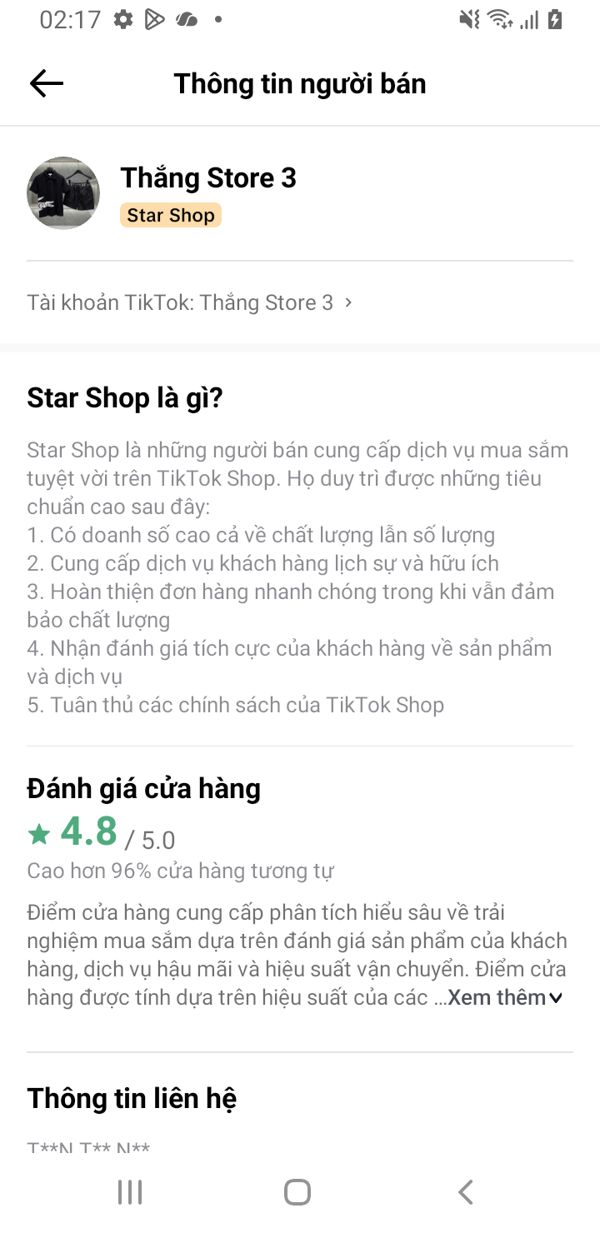 02:17
Thông tin người bán
Thắng Store 3
Star Shop
Tài khoản TikTok: Thắng Store 3 >
Star Shop là gì?
Star Shop là những người bán cung cấp dịch vụ mua sắm
tuyệt vời trên TikTok Shop. Họ duy trì được những tiêu
chuẩn cao sau đây:
1. Có doanh số cao cả về chất lượng lẫn số lượng
2. Cung cấp dịch vụ khách hàng lịch sự và hữu ích
3. Hoàn thiện đơn hàng nhanh chóng trong khi vẫn đảm
bảo chất lượng
4. Nhận đánh giá tích cực của khách hàng về sản phẩm
và dịch vụ
5. Tuân thủ các chính sách của TikTok Shop
Đánh giá cửa hàng
4.8 / 5.0
Cao hơn 96% cửa hàng tương tự
Điểm cửa hàng cung cấp phân tích hiểu sâu về trải
nghiệm mua sắm dựa trên đánh giá sản phẩm của khách
hàng, dịch vụ hậu mãi và hiệu suất vận chuyển. Điểm cửa
hàng được tính dựa trên hiệu suất của các ...Xem thêm
Thông tin liên hệ
T**N T** N**